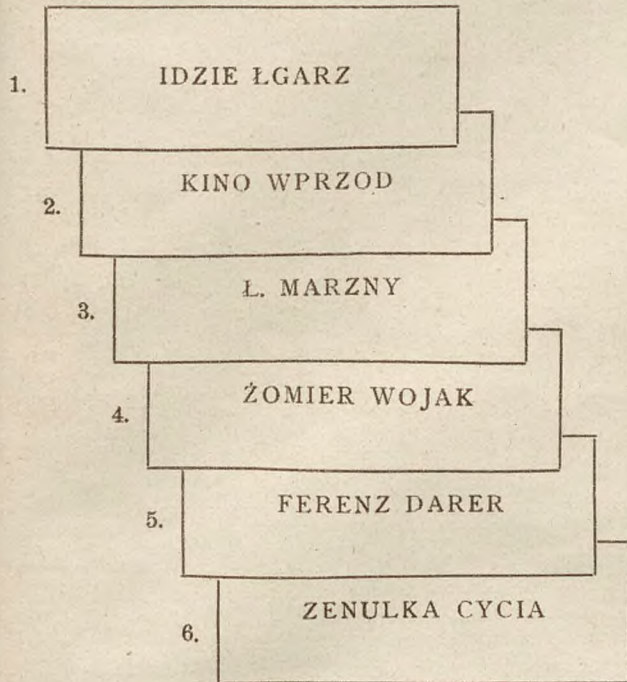 1. IDZIE ŁGARZ
2. KINO WPRZOD
3. Ł. MARZNY
4. ŻOMIER WOJAK
5. FERENZ DARER
6. ZENULKA CYCIA